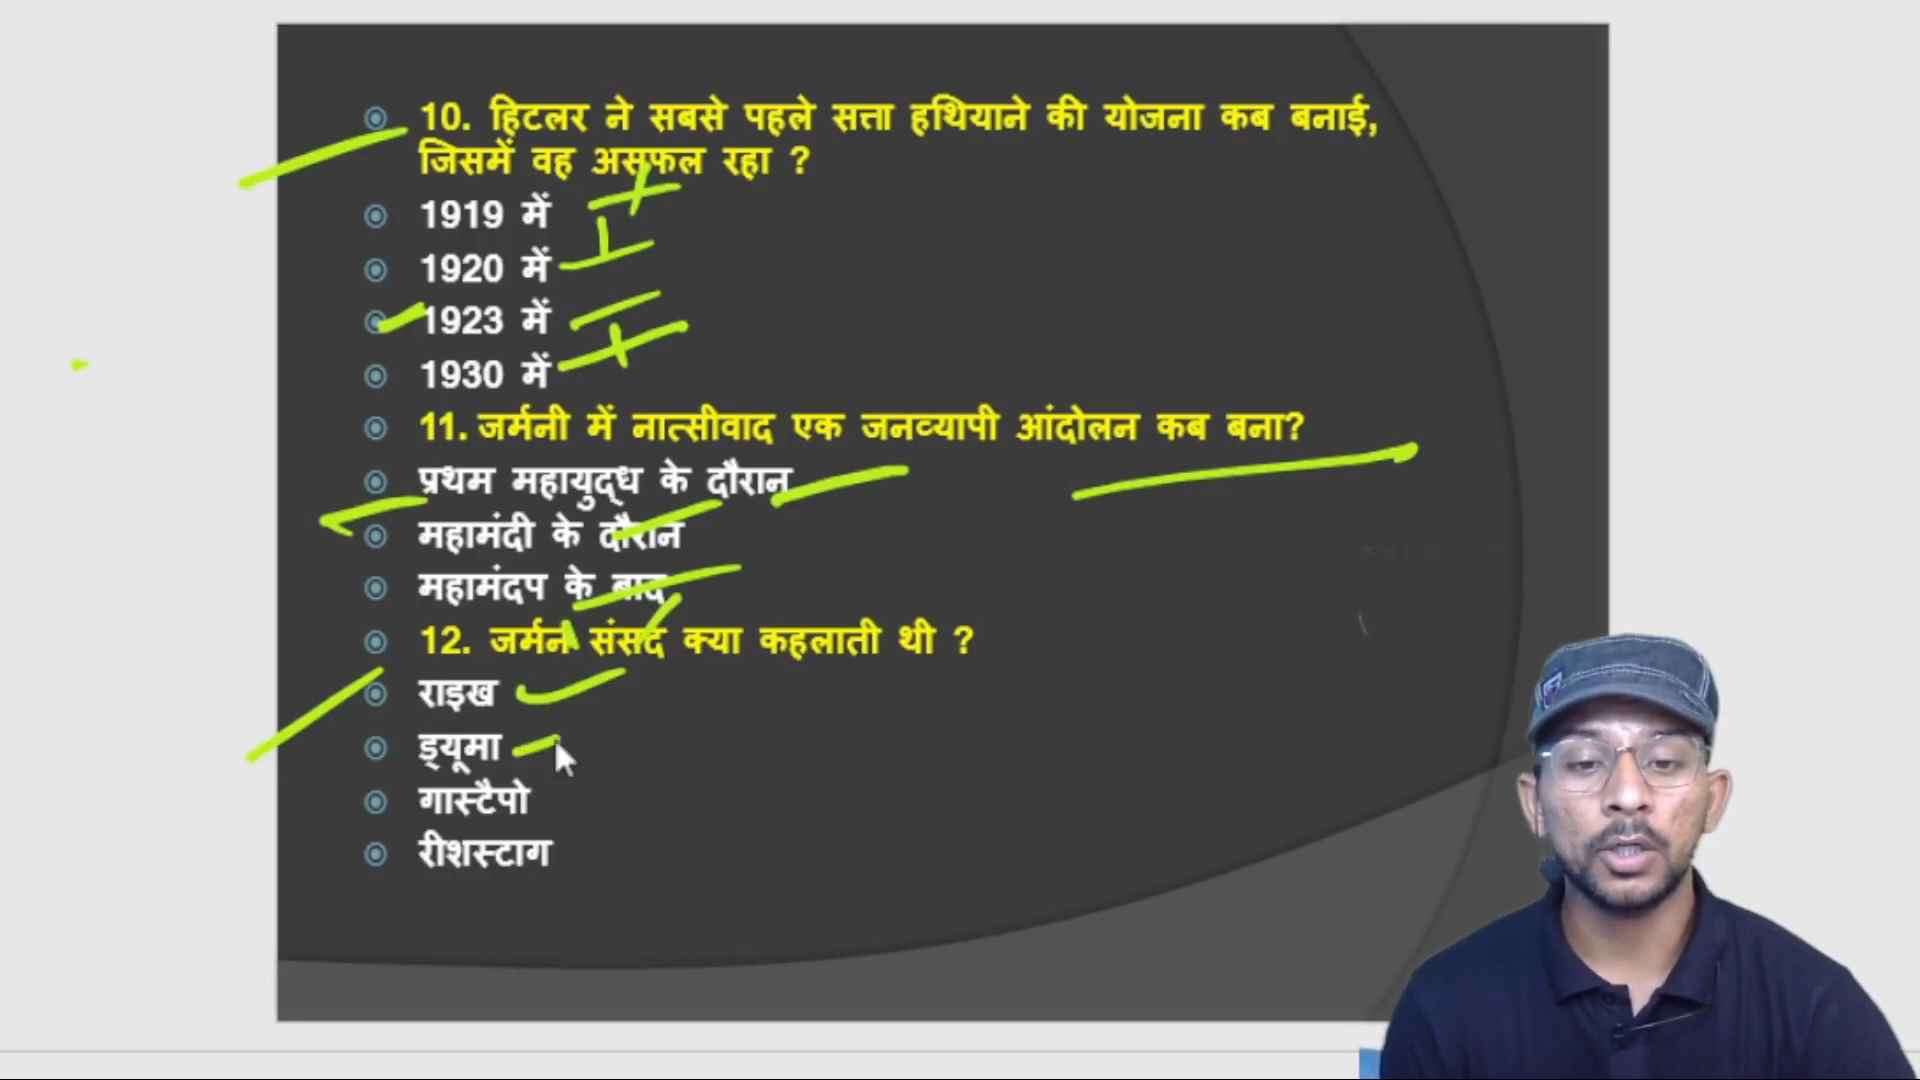 10. हिटलर ने सबसे पहले सत्ता हथियाने की योजना कब बनाई,
जिसमें वह असफल रहा ?
1919 में
1920 में
1923 में
1930 में
11. जर्मनी में नात्सीवाद एक जनव्यापी आंदोलन कब बना?
प्रथम महायुद्ध के दौरान
महामंदी के दौरान
महामंदप के बाद
12. जर्मन संसद क्या कहलाती थी ?
राइख
ड्यूमा
गास्टैपो
रीशस्टाग